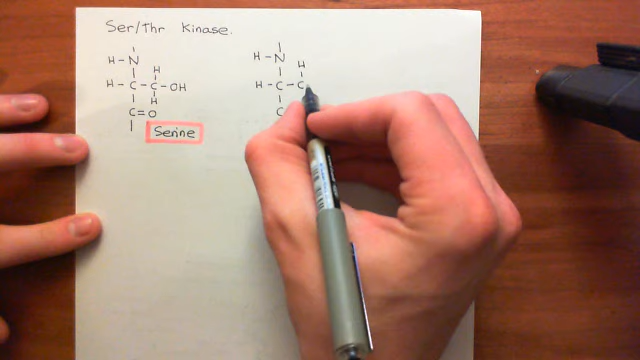 Ser/Thr Kinase.
H-N
H-C-C-OH
H
H
C=O
Serine
H-N
H
H-C-C
C